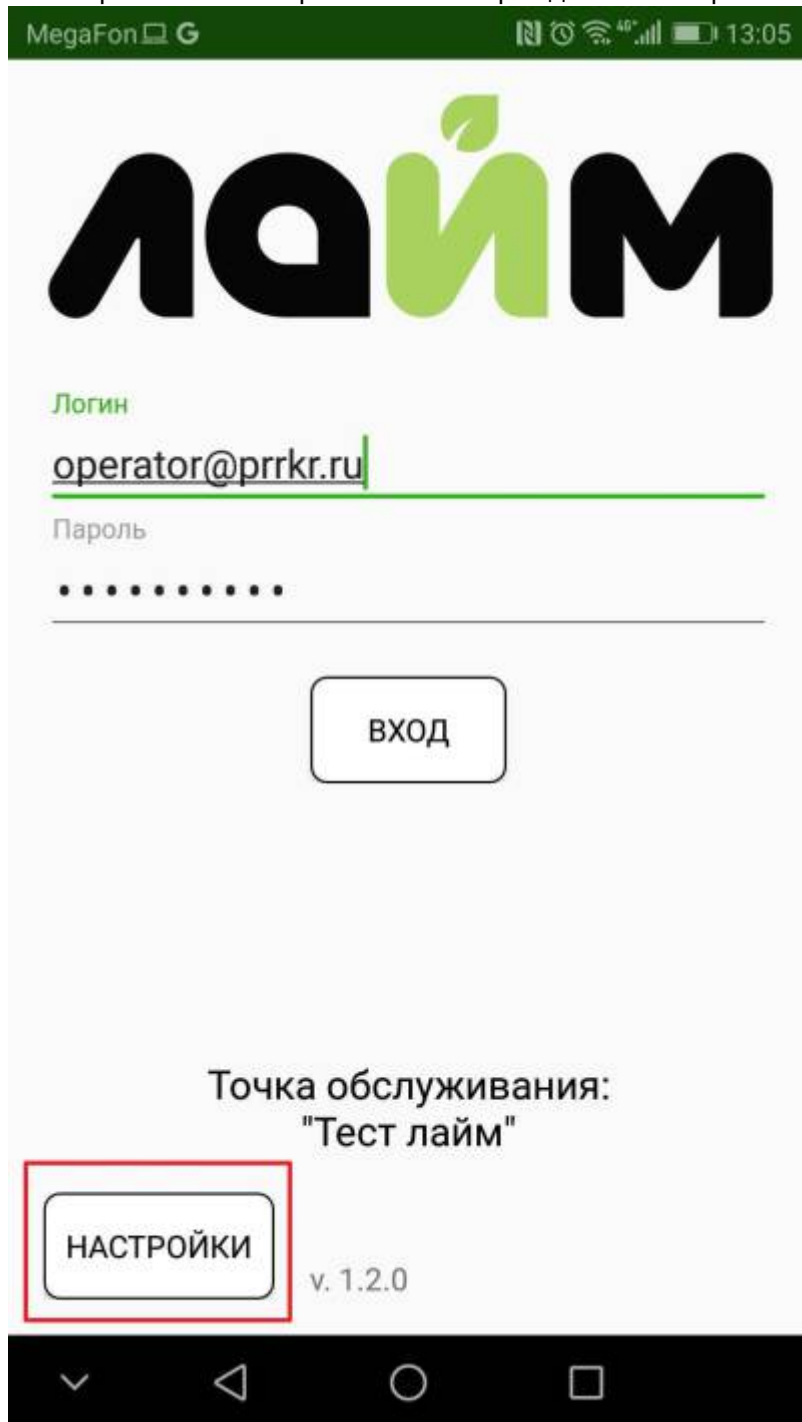 MegaFon G 13:05
лайм
Логин
operator@prrkr.ru
Пароль
••••••••••
ВХОД
Точка обслуживания:
"Тест лайм"
НАСТРОЙКИ
v. 1.2.0